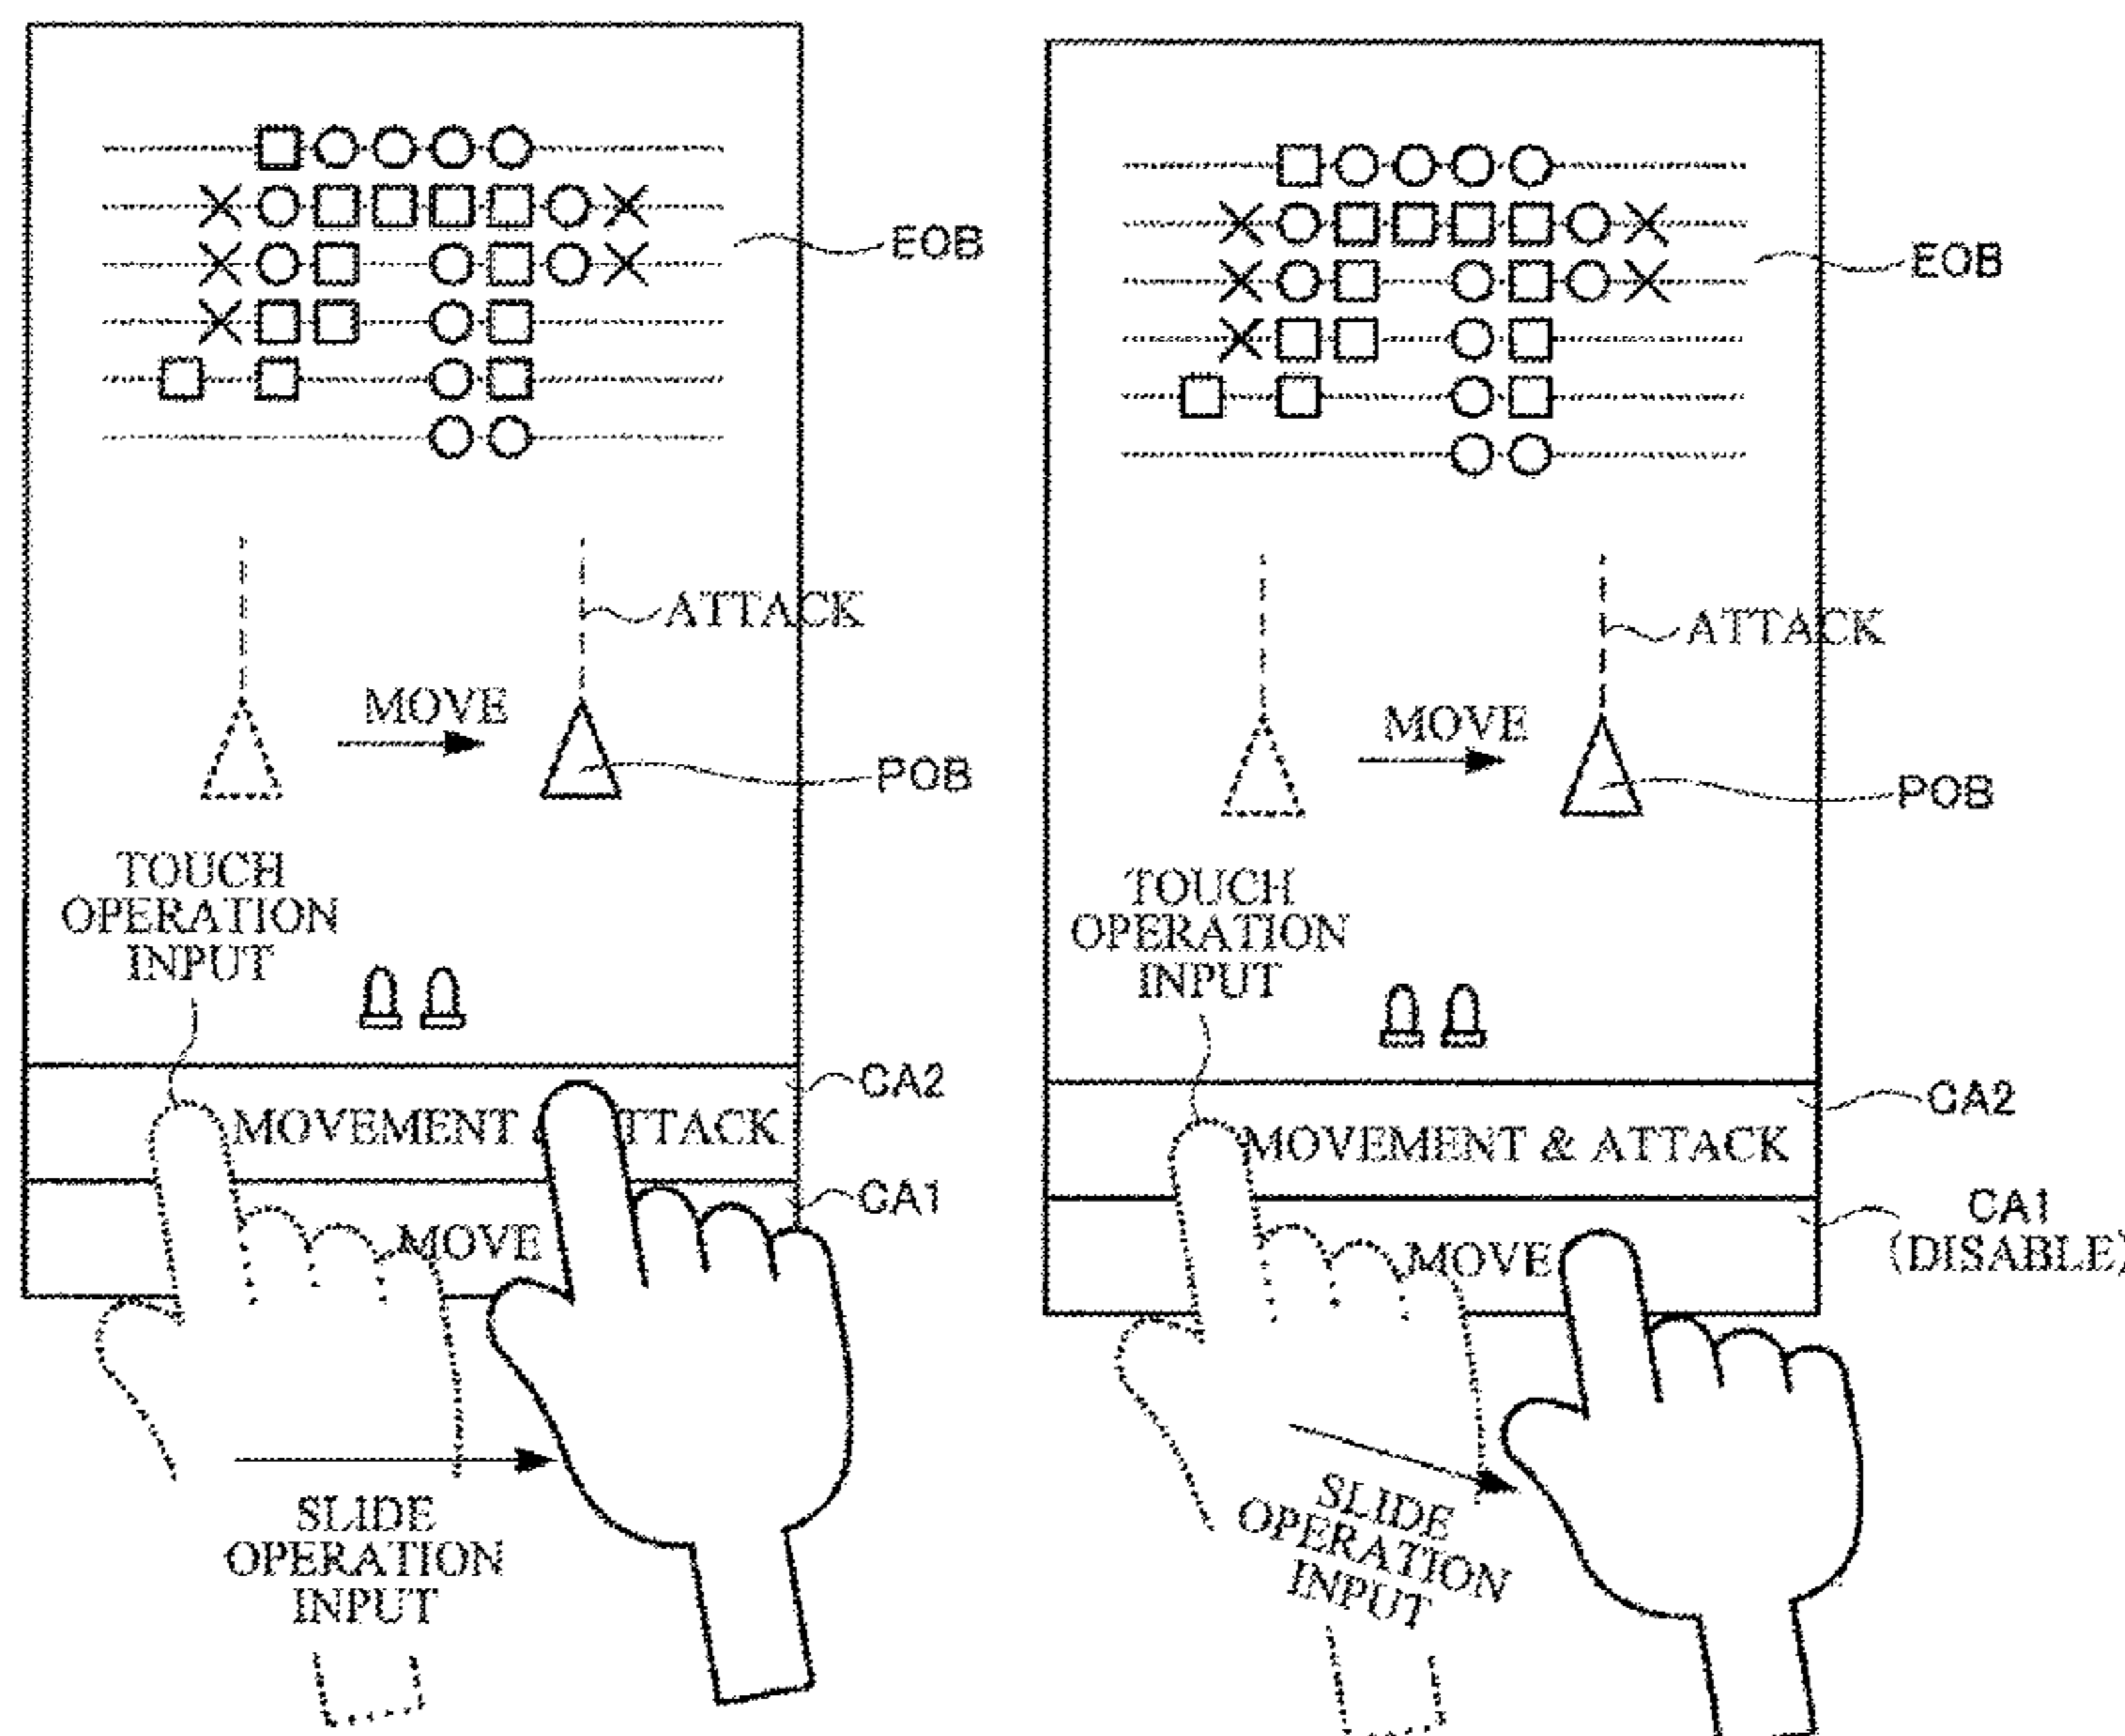 EOB
ATTACK
MOVE
POB
TOUCH
OPERATION
INPUT
CA2
MOVEMENT TTACK
CA1
MOVE
SLIDE
OPERATION
INPUT
EOB
ATTACK
MOVE
POB
TOUCH
OPERATION
INPUT
CA2
MOVEMENT & ATTACK
CA1
(DISABLE)
MOVE
SLIDE
OPERATION
INPUT